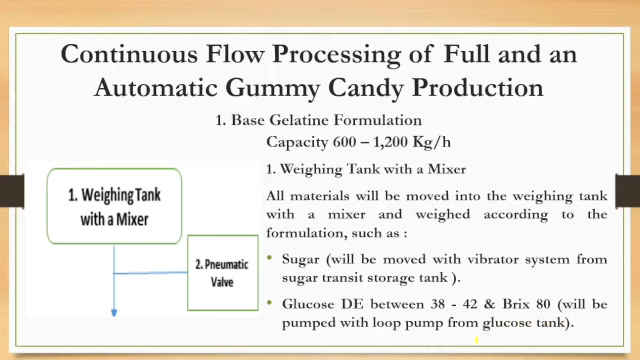 Continuous Flow Processing of Full and an
Automatic Gummy Candy Production
1. Base Gelatine Formulation
Capacity 600 – 1,200 Kg/h
1. Weighing Tank
with a Mixer
2. Pneumatic
Valve
1. Weighing Tank with a Mixer
All materials will be moved into the weighing tank
with a mixer and weighed according to the
formulation, such as :
• Sugar (will be moved with vibrator system from
sugar transit storage tank ).
• Glucose DE between 38 - 42 & Brix 80 (will be
pumped with loop pump from glucose tank).